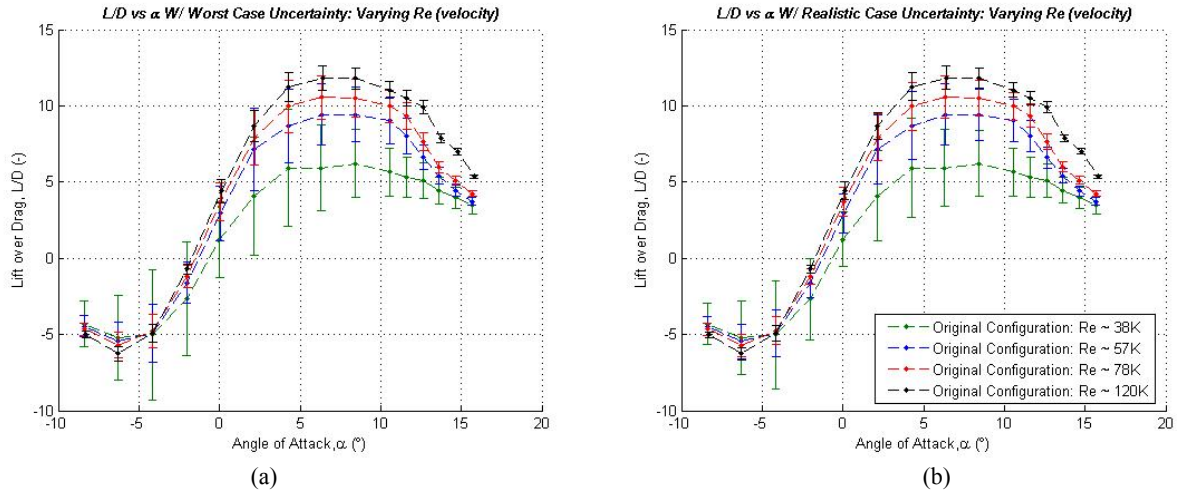 L/D vs α W/ Worst Case Uncertainty: Varying Re (velocity)
15
10
5
0
-5
-10
Lift over Drag, L/D (-)
-10 -5 0 5 10 15 20
Angle of Attack,α (°)
(a)
L/D vs α W/ Realistic Case Uncertainty: Varying Re (velocity)
15
10
5
0
-5
-10
Lift over Drag, L/D (-)
Original Configuration: Re ~ 38K
Original Configuration: Re ~ 57K
Original Configuration: Re ~ 78K
Original Configuration: Re ~ 120K
-10 -5 0 5 10 15 20
Angle of Attack,α (°)
(b)